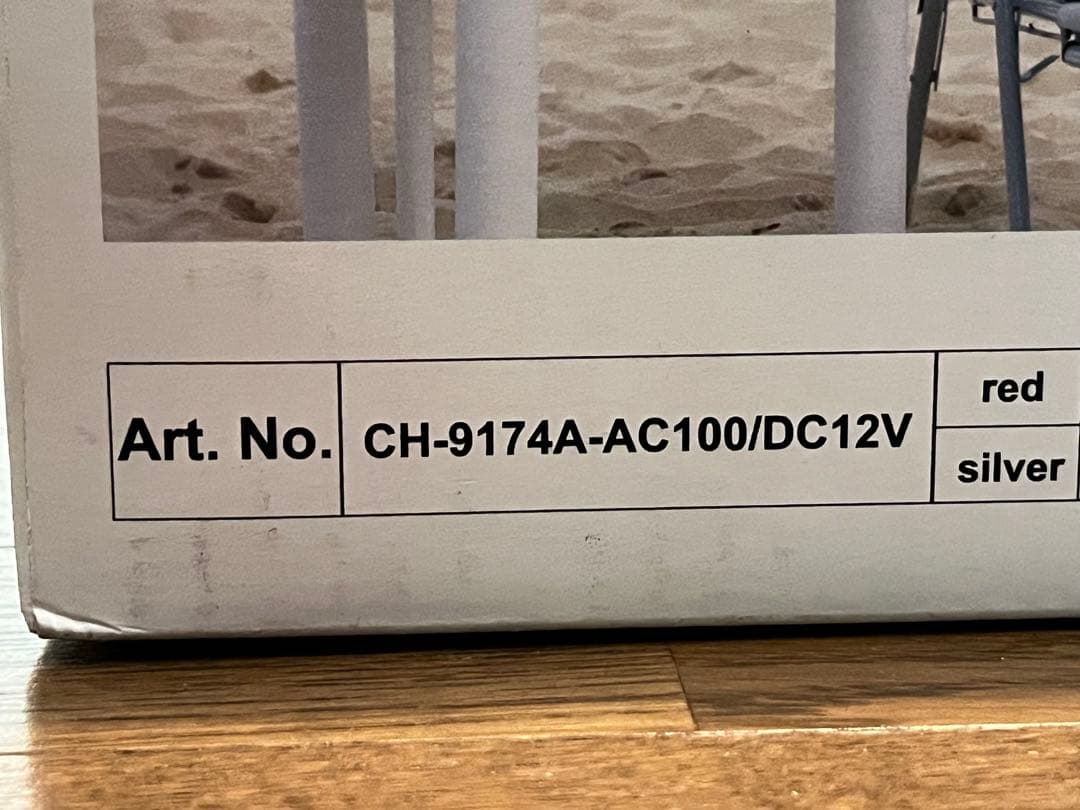 Art. No.
CH-9174A-AC100/DC12V
red
silver